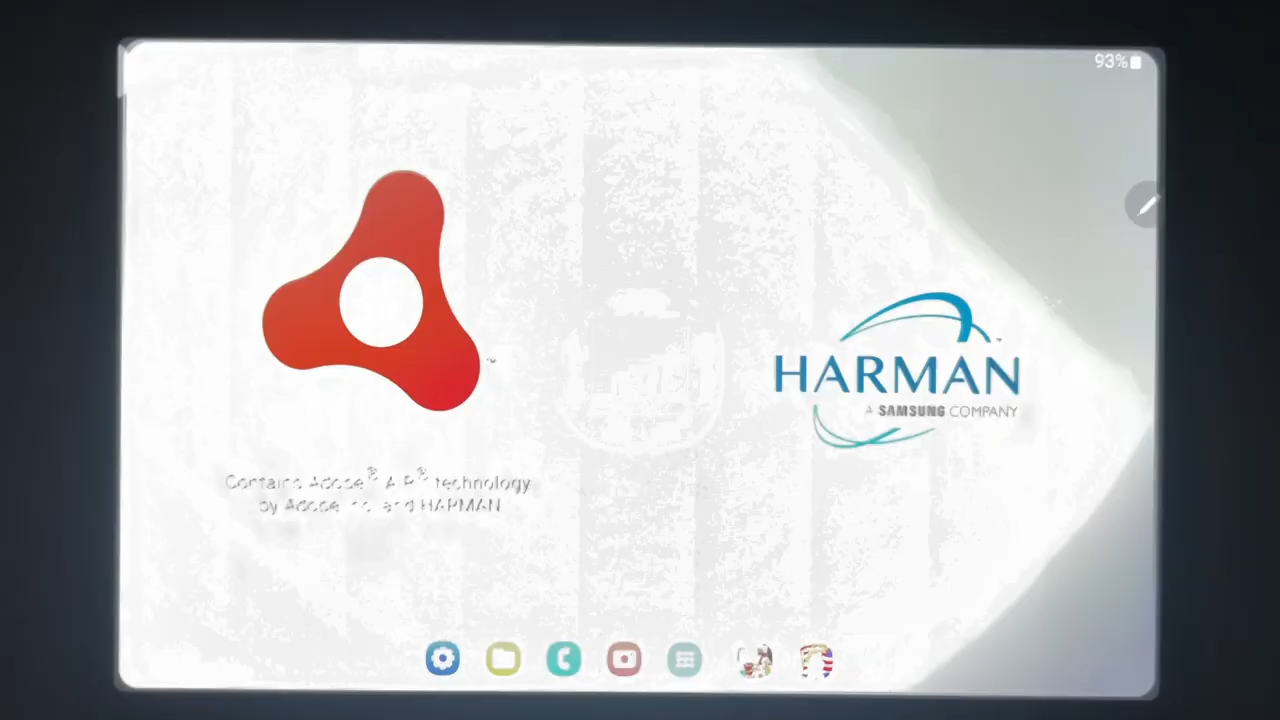 93%
HARMAN
A SAMSUNG COMPANY
Contains Adobe® AIR® technology
by Adobe Inc. and HARMAN